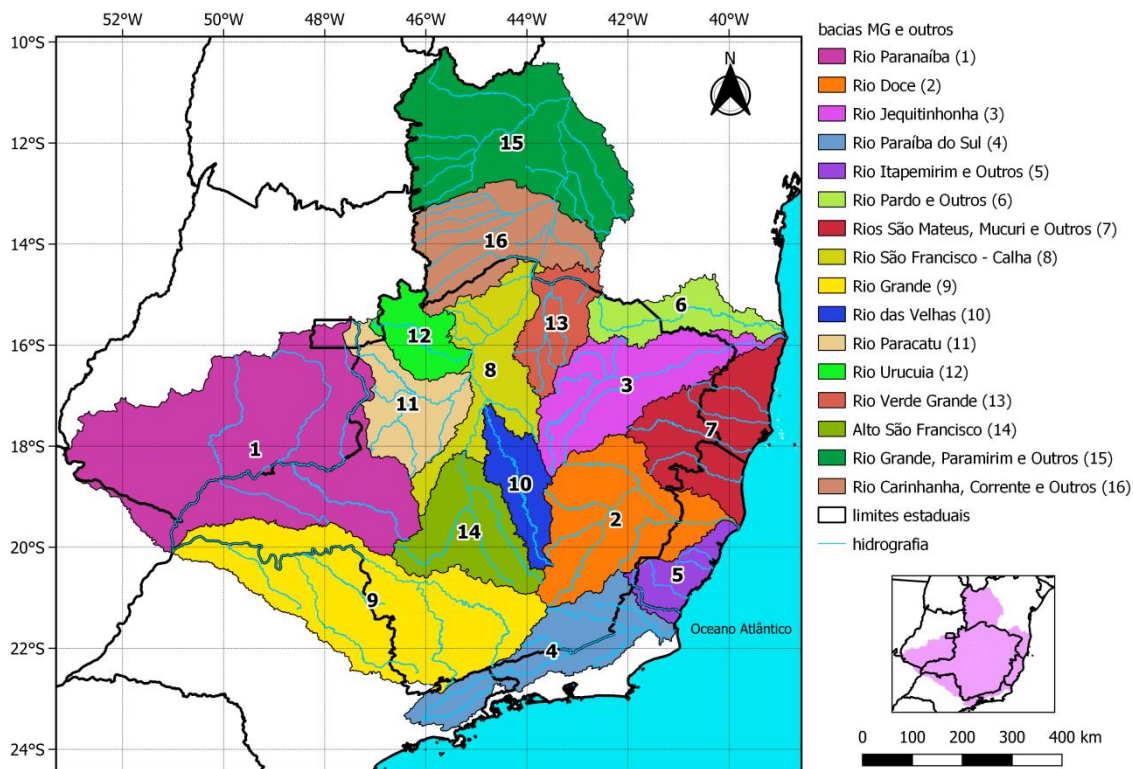 52°W 50°W 48°W 46°W 44°W 42°W 40°W
10°S
12°S
14°S
16°S
18°S
20°S
22°S
24°S
N
15
16
6
12
13
8
3
11
7
1
10
2
14
5
9
4
Oceano Atlântico
bacias MG e outros
Rio Paranaíba (1)
Rio Doce (2)
Rio Jequitinhonha (3)
Rio Paraíba do Sul (4)
Rio Itapemirim e Outros (5)
Rio Pardo e Outros (6)
Rios São Mateus, Mucuri e Outros (7)
Rio São Francisco - Calha (8)
Rio Grande (9)
Rio das Velhas (10)
Rio Paracatu (11)
Rio Urucuia (12)
Rio Verde Grande (13)
Alto São Francisco (14)
Rio Grande, Paramirim e Outros (15)
Rio Carinhanha, Corrente e Outros (16)
limites estaduais
hidrografia
0 100 200 300 400 km